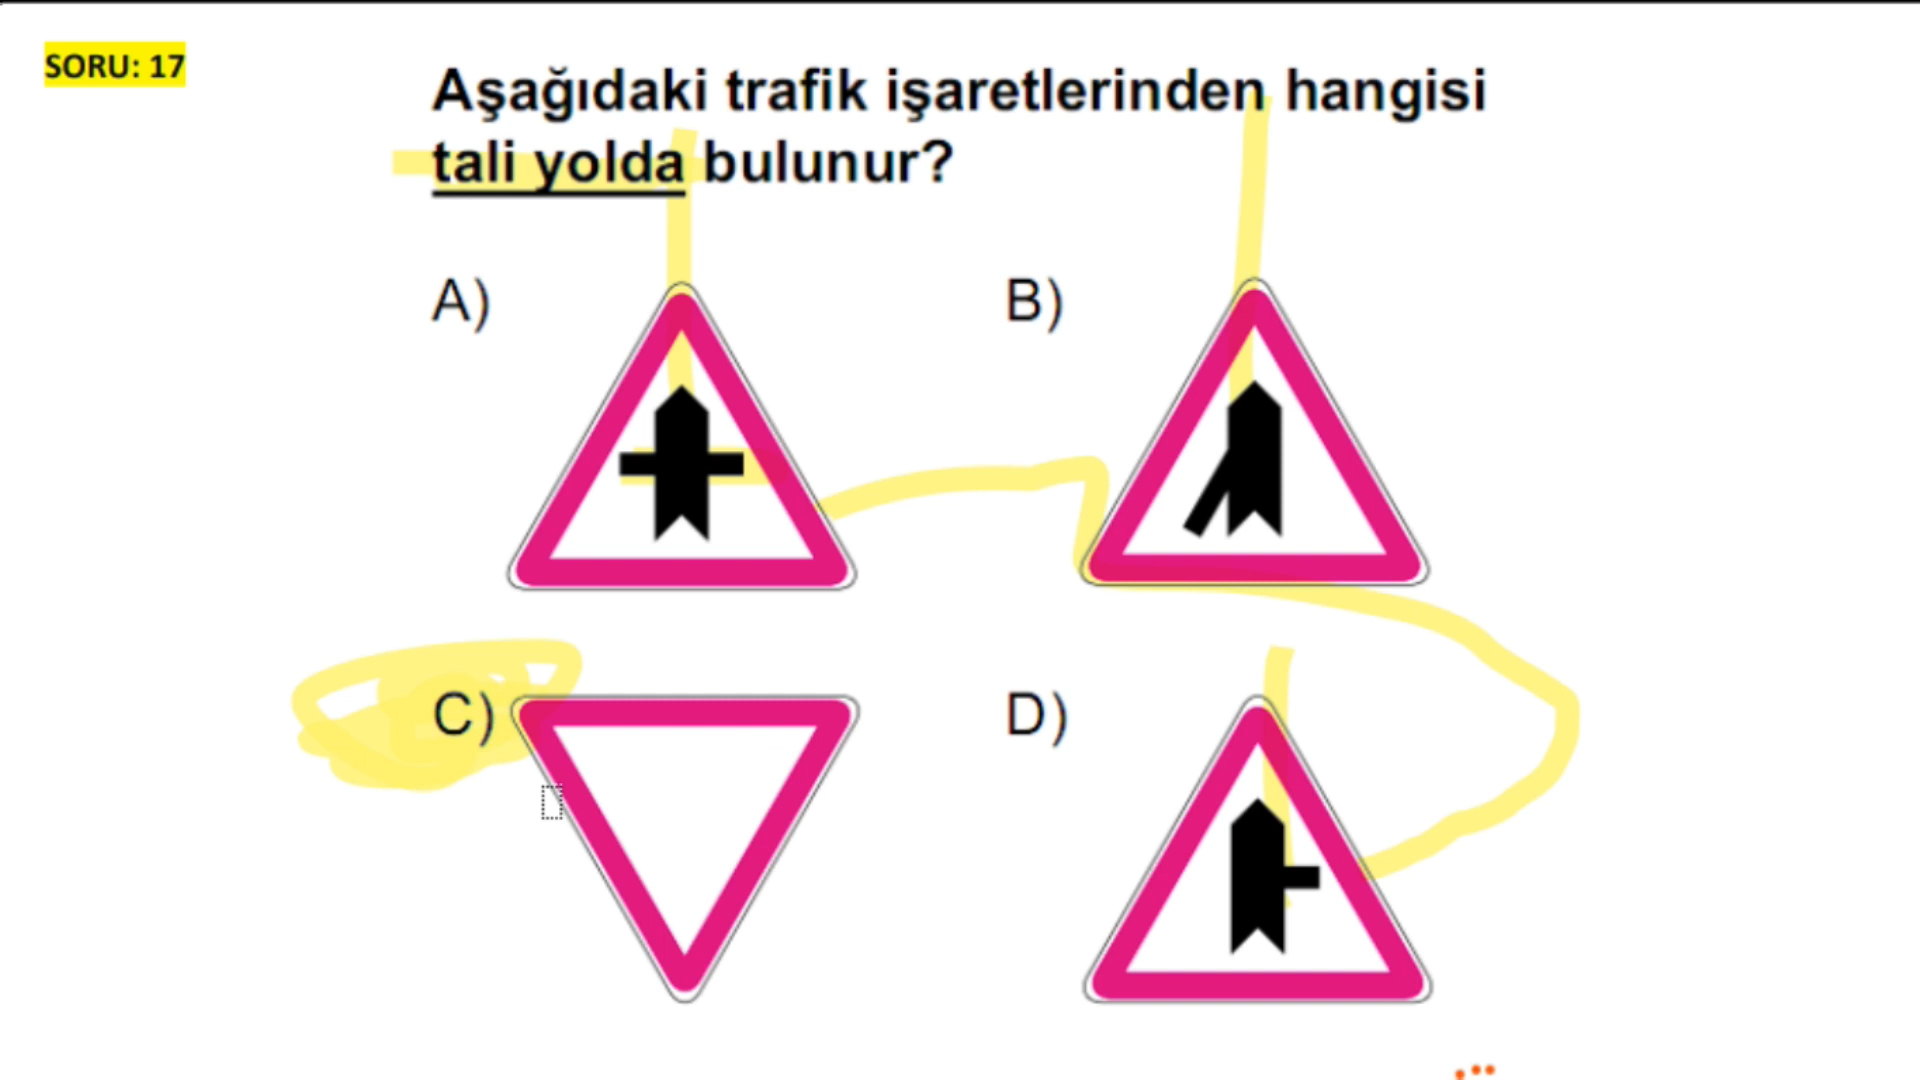 SORU: 17
Aşağıdaki trafik işaretlerinden hangisi
tali yolda bulunur?
A)
B)
C)
D)